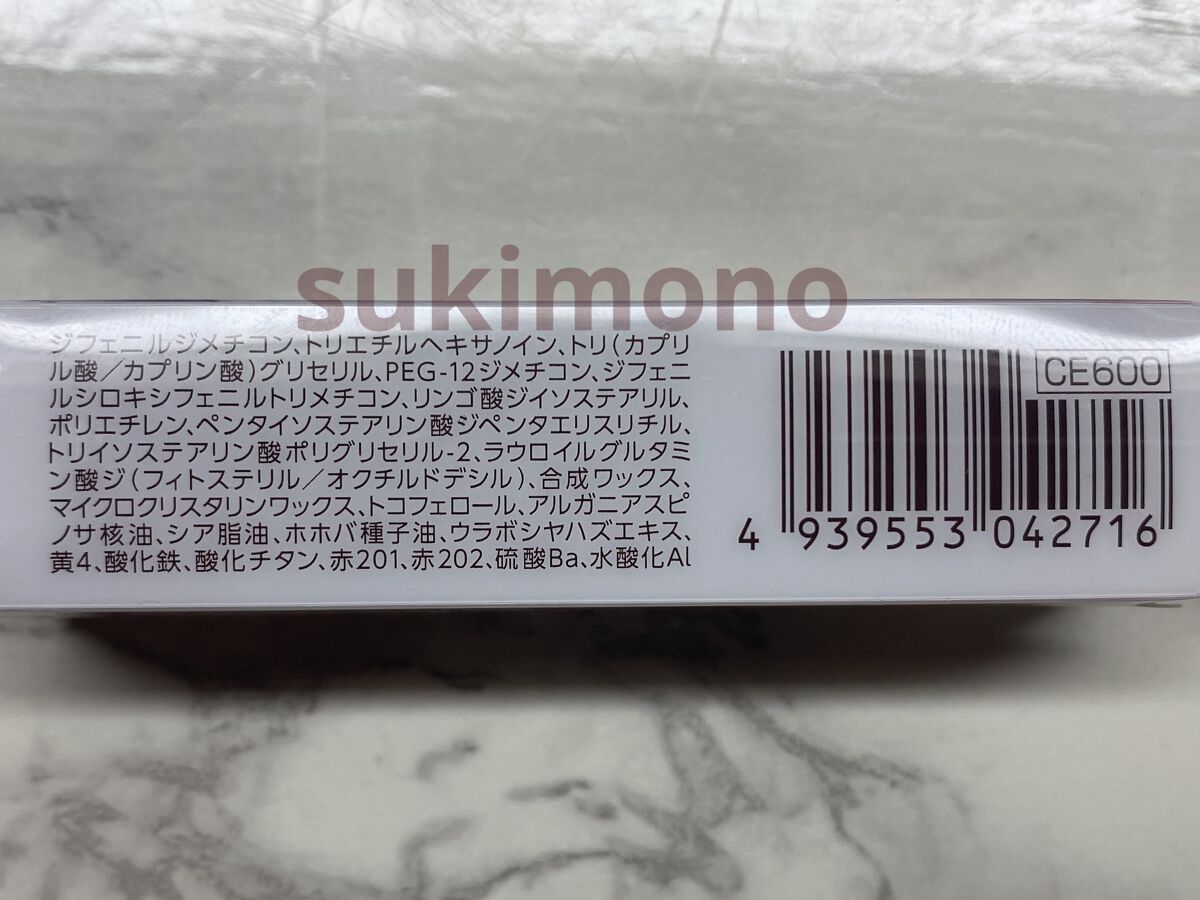 sukimono
ジフェニルジメチコン、トリエチルヘキサノイン、トリ(カプリ
ル酸/カプリン酸)グリセリル、PEG-12ジメチコン、ジフェニ
ルシロキシフェニルトリメチコン、リンゴ酸ジイソステアリル、
ポリエチレン、ペンタイソステアリン酸ジペンタエリスリチル、
トリイソステアリン酸ポリグリセリル-2、ラウロイルグルタミ
ン酸ジ(フィトステリル/オクチルドデシル)、合成ワックス、
マイクロクリスタリンワックス、トコフェロール、アルガニアスピ
ノサ核油、シア脂油、ホホバ種子油、ウラボシヤハズエキス、
黄4、酸化鉄、酸化チタン、赤201、赤202、硫酸Ba、水酸化Al
CE600
4 939553 042716